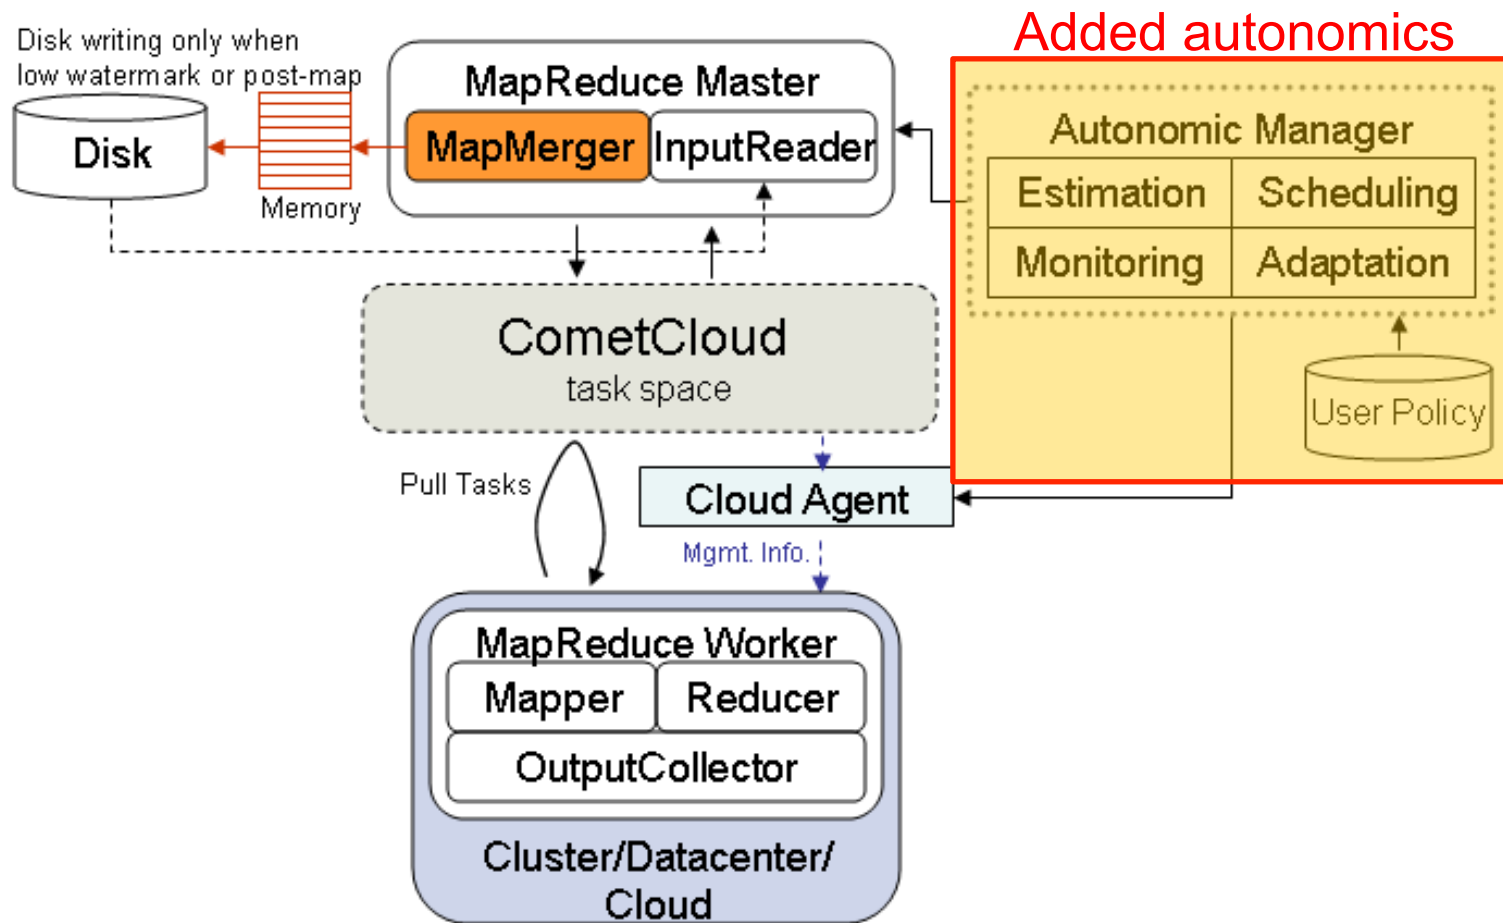 Added autonomics
Disk writing only when
low watermark or post-map
Disk
Memory
MapReduce Master
MapMerger
InputReader
Autonomic Manager
Estimation
Scheduling
Monitoring
Adaptation
User Policy
CometCloud
task space
Pull Tasks
Cloud Agent
Mgmt. Info.
MapReduce Worker
Mapper
Reducer
OutputCollector
Cluster/Datacenter/
Cloud